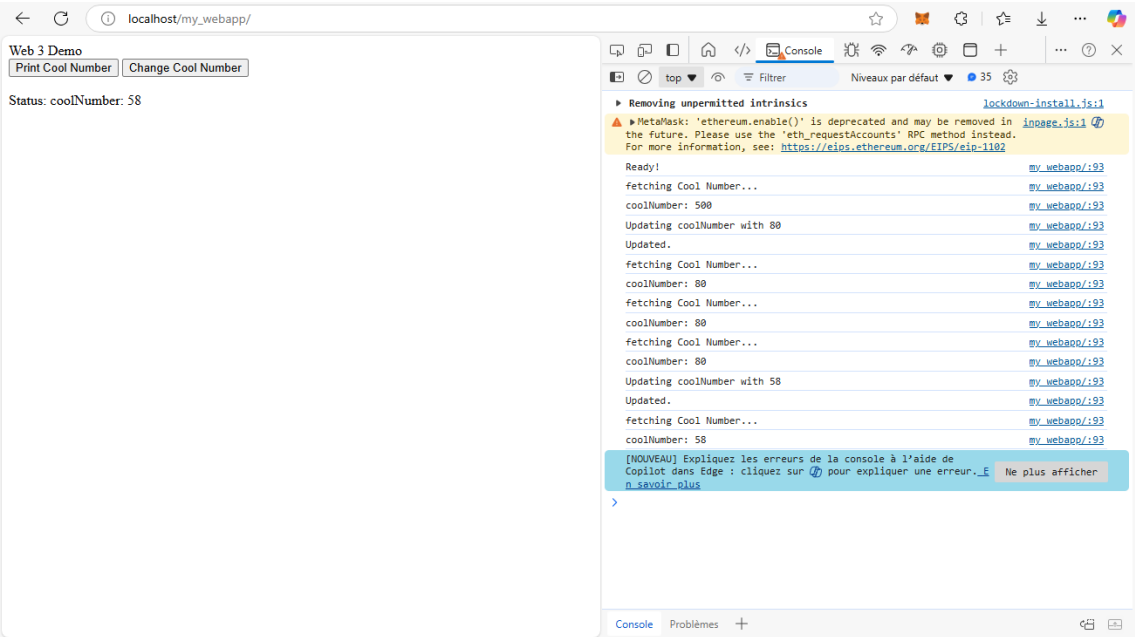 localhost/my_webapp/
Web 3 Demo
Print Cool Number Change Cool Number
Status: coolNumber: 58
Console
top Filtrer Niveaux par défaut 35
Removing unpermitted intrinsics lockdown-install.js:1
MetaMask: 'ethereum.enable()' is deprecated and may be removed in inpage.js:1
the future. Please use the 'eth_requestAccounts' RPC method instead.
For more information, see: https://eips.ethereum.org/EIPS/eip-1102
Ready! my_webapp/:93
fetching Cool Number... my_webapp/:93
coolNumber: 500 my_webapp/:93
Updating coolNumber with 80 my_webapp/:93
Updated. my_webapp/:93
fetching Cool Number... my_webapp/:93
coolNumber: 80 my_webapp/:93
fetching Cool Number... my_webapp/:93
coolNumber: 80 my_webapp/:93
fetching Cool Number... my_webapp/:93
coolNumber: 80 my_webapp/:93
Updating coolNumber with 58 my_webapp/:93
Updated. my_webapp/:93
fetching Cool Number... my_webapp/:93
coolNumber: 58 my_webapp/:93
[NOUVEAU] Expliquez les erreurs de la console à l’aide de
Copilot dans Edge : cliquez sur pour expliquer une erreur. E
n savoir plus
Ne plus afficher
Console Problèmes